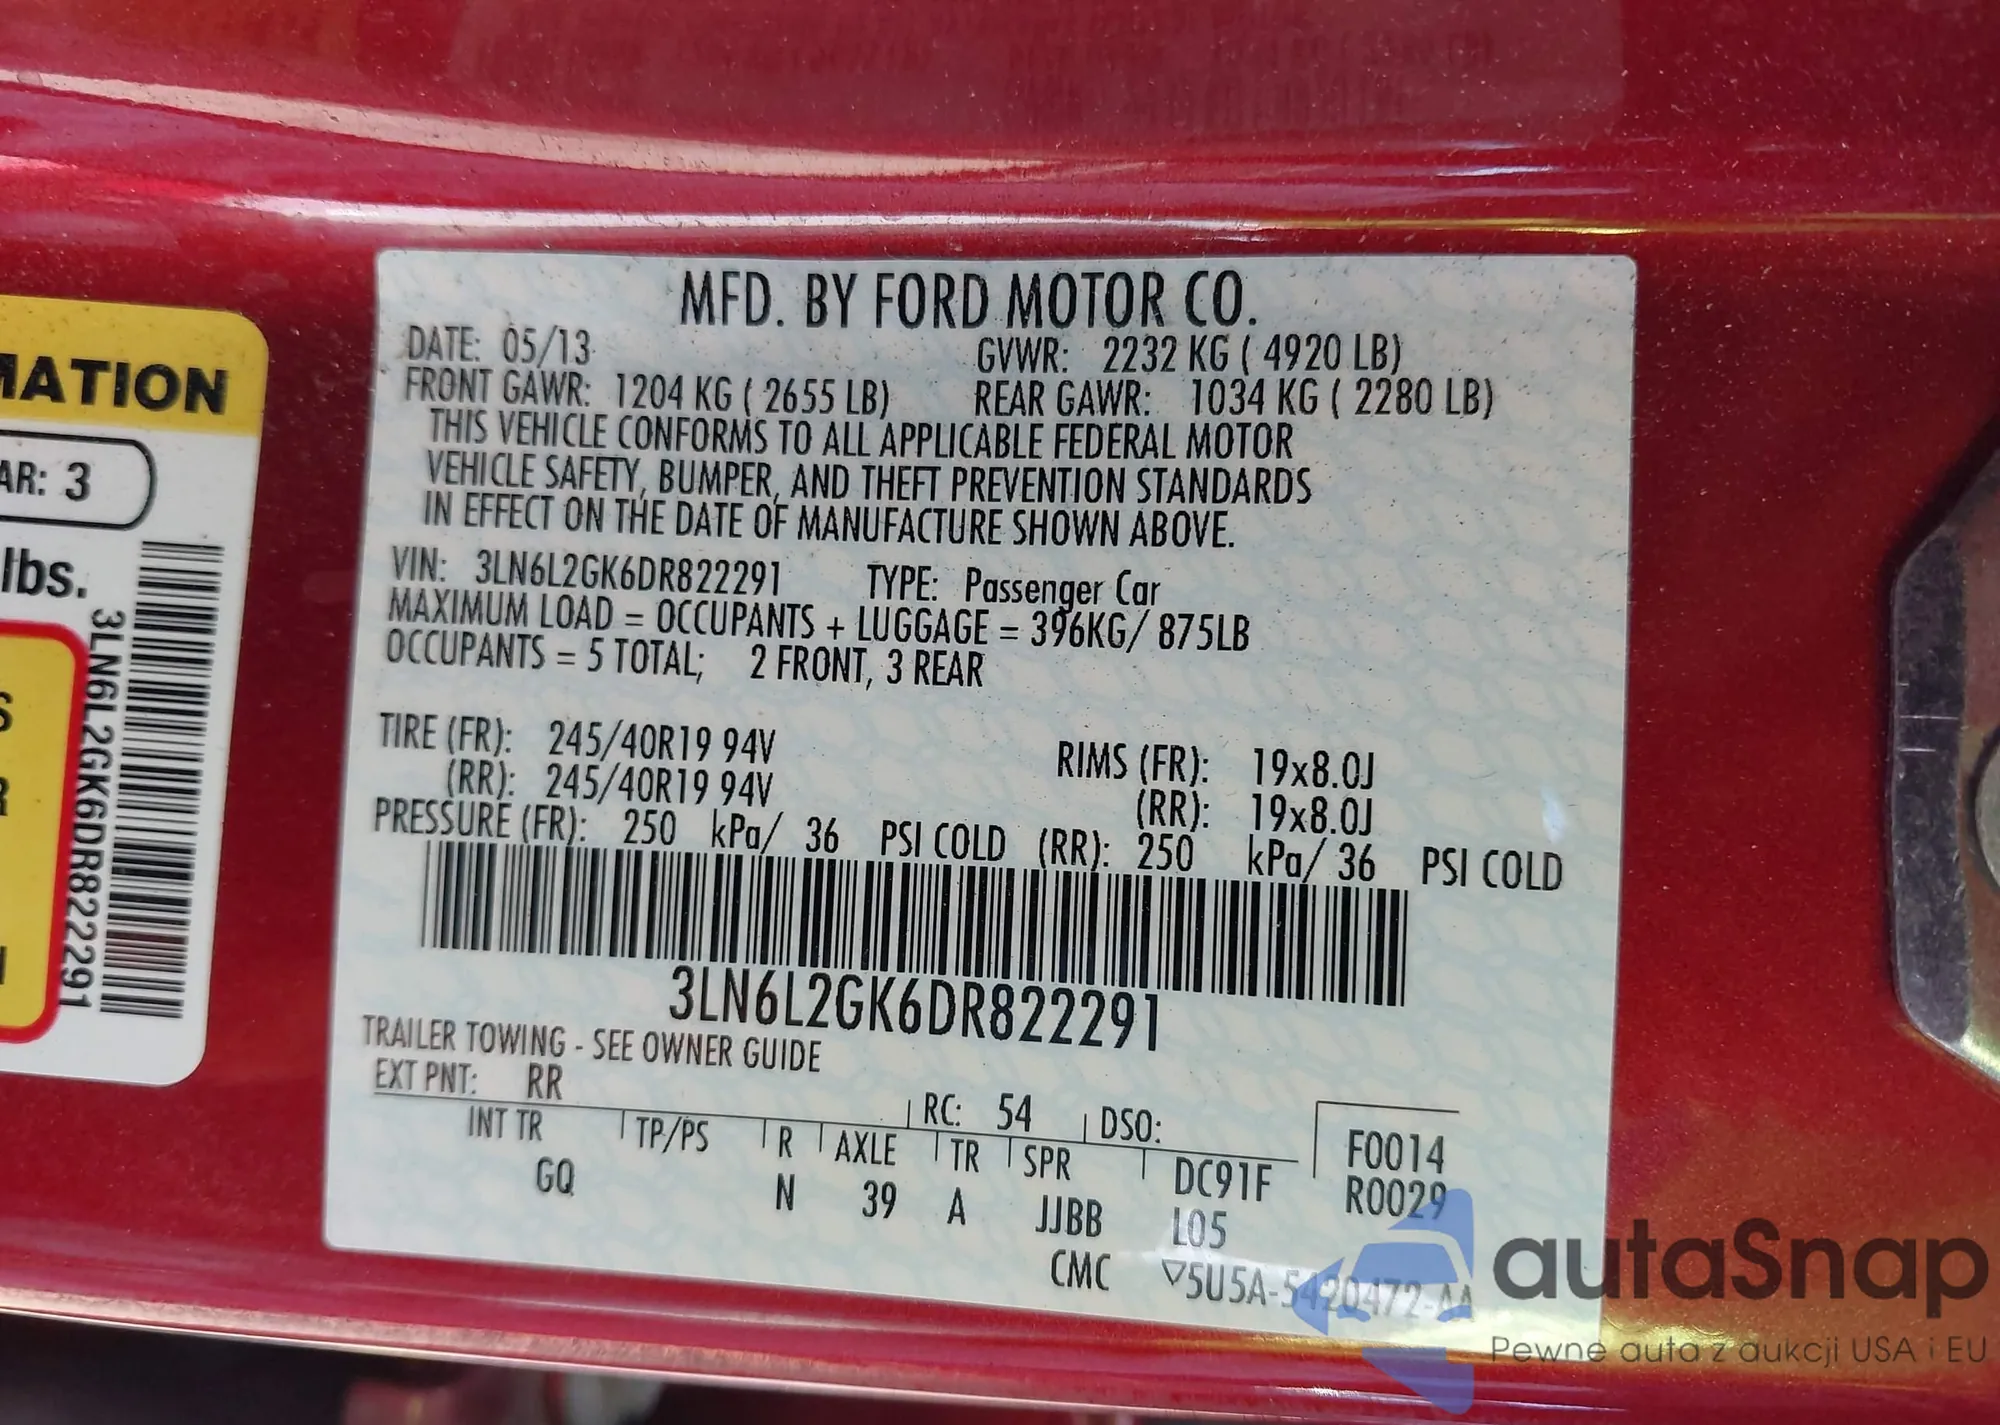 MATION
AR: 3
lbs.
3LN6L2GK6DR822291
MFD. BY FORD MOTOR CO.
DATE: 05/13 GVWR: 2232 KG ( 4920 LB)
FRONT GAWR: 1204 KG ( 2655 LB) REAR GAWR: 1034 KG ( 2280 LB)
THIS VEHICLE CONFORMS TO ALL APPLICABLE FEDERAL MOTOR
VEHICLE SAFETY, BUMPER, AND THEFT PREVENTION STANDARDS
IN EFFECT ON THE DATE OF MANUFACTURE SHOWN ABOVE.
VIN: 3LN6L2GK6DR822291 TYPE: Passenger Car
MAXIMUM LOAD = OCCUPANTS + LUGGAGE = 396KG/ 875LB
OCCUPANTS = 5 TOTAL; 2 FRONT, 3 REAR
TIRE (FR): 245/40R19 94V RIMS (FR): 19x8.0J
(RR): 245/40R19 94V (RR): 19x8.0J
PRESSURE (FR): 250 kPa/ 36 PSI COLD (RR): 250 kPa/ 36 PSI COLD
3LN6L2GK6DR822291
TRAILER TOWING - SEE OWNER GUIDE
EXT PNT: RR RC: 54 DSO:
INT TR TP/PS R AXLE TR SPR DC91F F0014
GQ N 39 A JJBB L05 R0029
CMC ▽5U5A-5420472-AA
autaSnap
Pewne auta z aukcji USA i EU